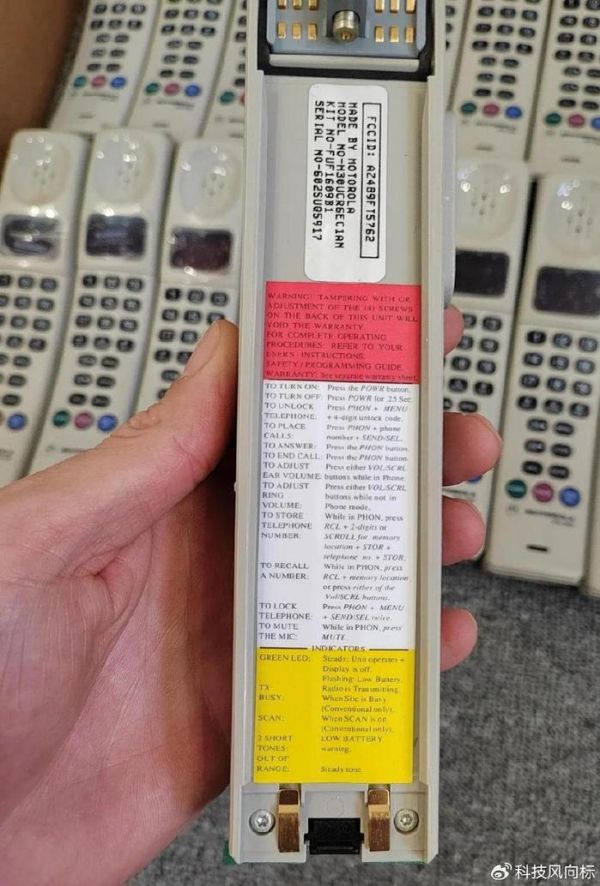 FCCID: AZ489FT5762
MADE BY MOTOROLA
MODEL NO-H30UCR6EC1AN
KIT NO-FUF1609B1
SERIAL NO-682SUQ5917
WARNING: TAMPERING WITH OR
ADJUSTMENT OF THE (4) SCREWS
ON THE BACK OF THIS UNIT WILL
VOID THE WARRANTY.
FOR COMPLETE OPERATING
PROCEDURES: REFER TO YOUR
USER'S INSTRUCTIONS.
SAFETY / PROGRAMMING GUIDE
WARRANTY: See separate warranty sheet.
TO TURN ON: Press the POWR button.
TO TURN OFF: Press POWR for .25 Sec.
TO UNLOCK Press PHON + MENU
TELEPHONE: + 4-digit unlock code.
TO PLACE Press PHON + phone
CALLS: number + SEND/SEL.
TO ANSWER: Press the PHON button.
TO END CALL: Press the PHON button.
TO ADJUST Press either VOL/SCRL
EAR VOLUME: buttons while in Phone.
TO ADJUST Press either VOL/SCRL
RING buttons while not in
VOLUME: Phone mode.
TO STORE While in PHON, press
TELEPHONE RCL + 2-digits or
NUMBER: SCROLL for memory
location + STOR +
telephone no. + STOR.
TO RECALL While in PHON, press
A NUMBER: RCL + memory location
or press either of the
Vol/SCRL buttons.
TO LOCK Press PHON + MENU
TELEPHONE: + SEND/SEL twice.
TO MUTE While in PHON, press
THE MIC: MUTE.
INDICATORS
GREEN LED: Steady: Unit operates +
Display is off.
Flashing: Low Battery.
TX: Radio is Transmitting.
BUSY: When Site is Busy
(Conventional only).
SCAN: When SCAN is on
(Conventional only).
2 SHORT LOW BATTERY
TONES: warning.
OUT OF
RANGE: Steady tone
科技风向标